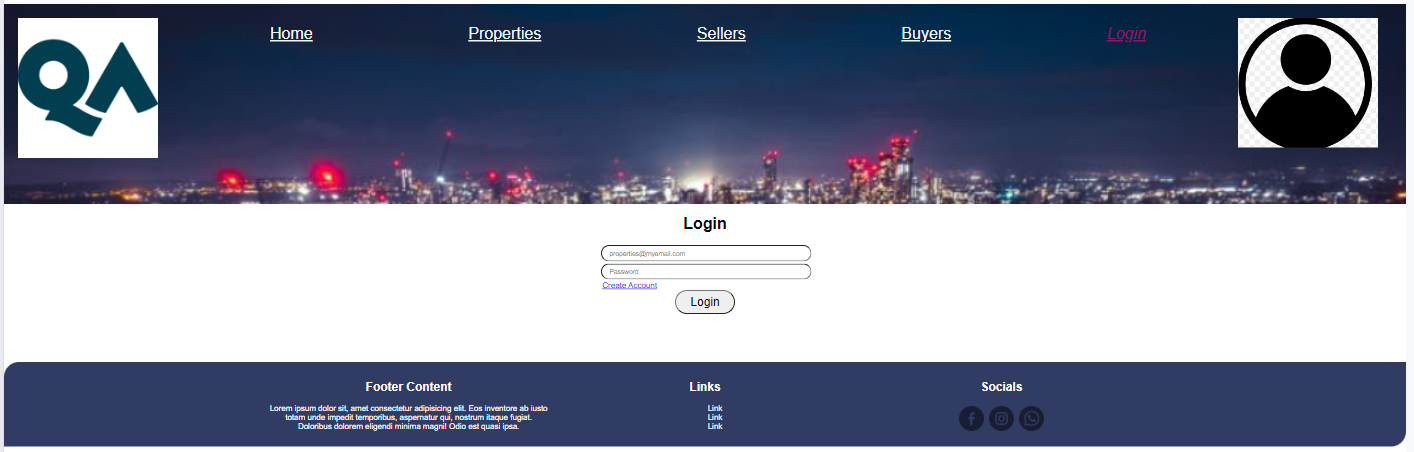 QA
Home Properties Sellers Buyers Login
Login
properties@myemail.com
Password
Create Account
Login
Footer Content
Lorem ipsum dolor sit, amet consectetur adipisicing elit. Eos inventore ab iusto
totam unde impedit temporibus, aspernatur qui, nostrum itaque fugiat.
Doloribus dolorem eligendi minima magni! Odio est quasi ipsa.
Links
Link
Link
Link
Socials